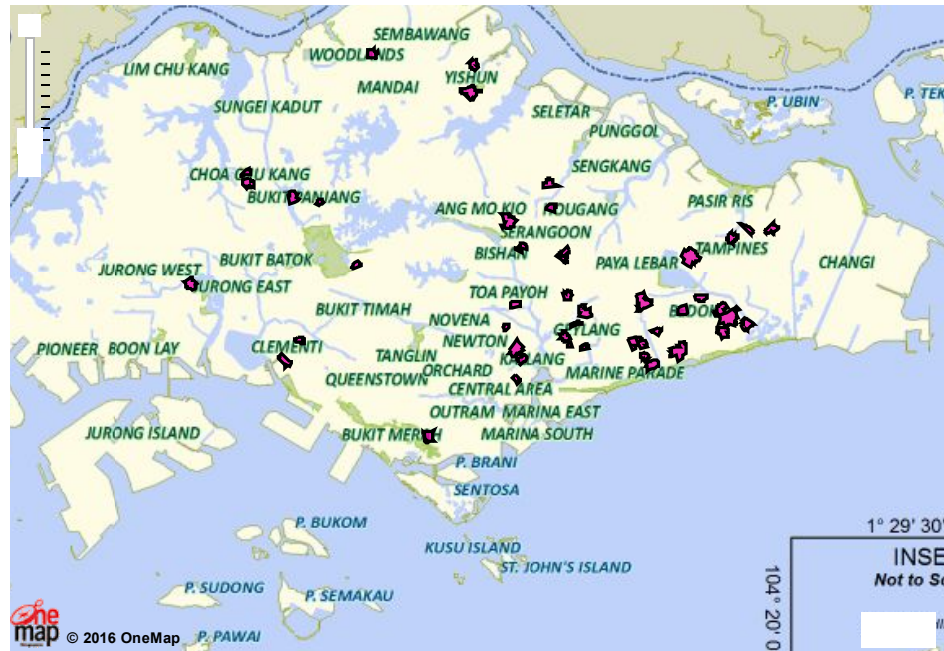 SEMBAWANG
WOODLANDS
LIM CHU KANG
YISHUN
MANDAI
P. UBIN
P. TEK
SUNGEI KADUT
SELETAR
PUNGGOL
SENGKANG
CHOA CHU KANG
BUKIT PANJANG
PASIR RIS
ANG MO KIO
HOUGANG
SERANGOON
TAMPINES
BISHAN
BUKIT BATOK
PAYA LEBAR
CHANGI
JURONG WEST
JURONG EAST
TOA PAYOH
BUKIT TIMAH
BEDOK
NOVENA
GEYLANG
NEWTON
PIONEER
BOON LAY
CLEMENTI
TANGLIN
KALLANG
ORCHARD
MARINE PARADE
QUEENSTOWN
CENTRAL AREA
OUTRAM
MARINA EAST
JURONG ISLAND
BUKIT MERAH
MARINA SOUTH
P. BRANI
SENTOSA
P. BUKOM
1° 29' 30
KUSU ISLAND
INSE
ST. JOHN'S ISLAND
Not to Sc
P. SUDONG
P. SEMAKAU
104° 20' 0
One
map © 2016 OneMap
P. PAWAI